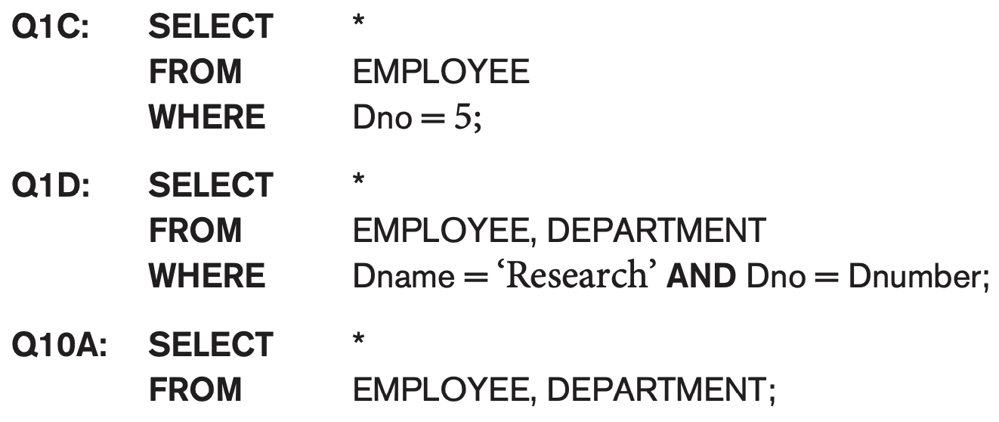 Q1C: SELECT *
FROM EMPLOYEE
WHERE Dno = 5;
Q1D: SELECT *
FROM EMPLOYEE, DEPARTMENT
WHERE Dname = ‘Research’ AND Dno = Dnumber;
Q10A: SELECT *
FROM EMPLOYEE, DEPARTMENT;